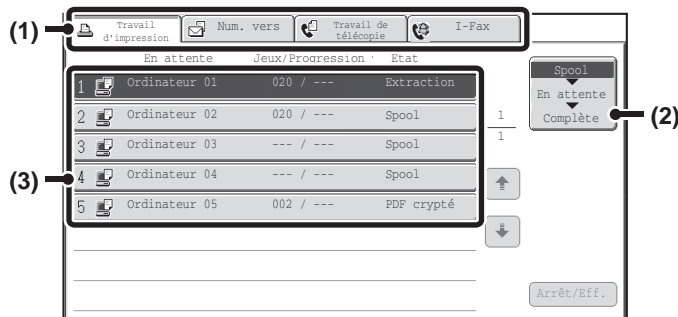 (1)
Travail d'impression
Num. vers
Travail de télécopie
I-Fax
En attente Jeux/Progression Etat
1 Ordinateur 01 020 / --- Extraction
2 Ordinateur 02 020 / --- Spool
3 Ordinateur 03 --- / --- Spool
4 Ordinateur 04 --- / --- Spool
5 Ordinateur 05 002 / --- PDF crypté
(3)
1
1
Spool
En attente
Complète
(2)
Arrêt/Eff.